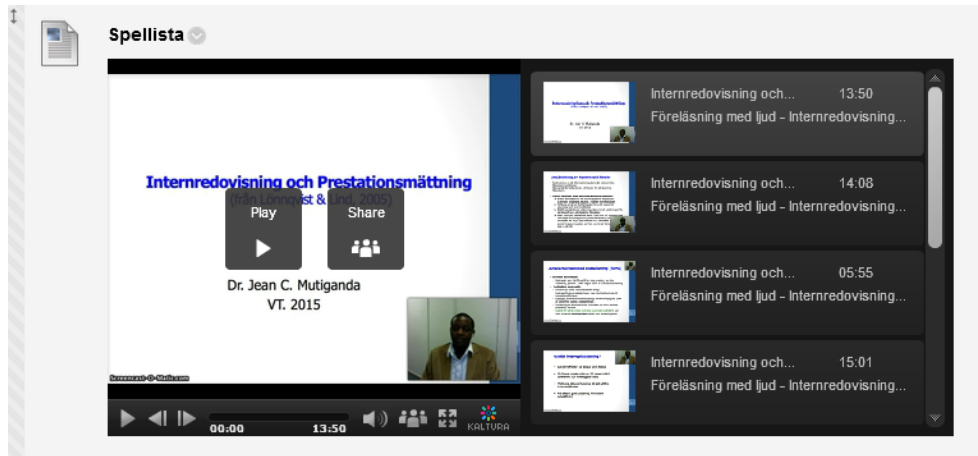 Spellista
Internredovisning och Prestationsmättning
(från Lönnqvist & Lind, 2005)
Play
Share
Dr. Jean C. Mutiganda
VT. 2015
Screencast-O-Matic.com
00:00
13:50
KALTURA
Internredovisning och... 13:50
Föreläsning med ljud - Internredovisning...
Internredovisning och... 14:08
Föreläsning med ljud - Internredovisning...
Internredovisning och... 05:55
Föreläsning med ljud - Internredovisning...
Internredovisning och... 15:01
Föreläsning med ljud - Internredovisning...